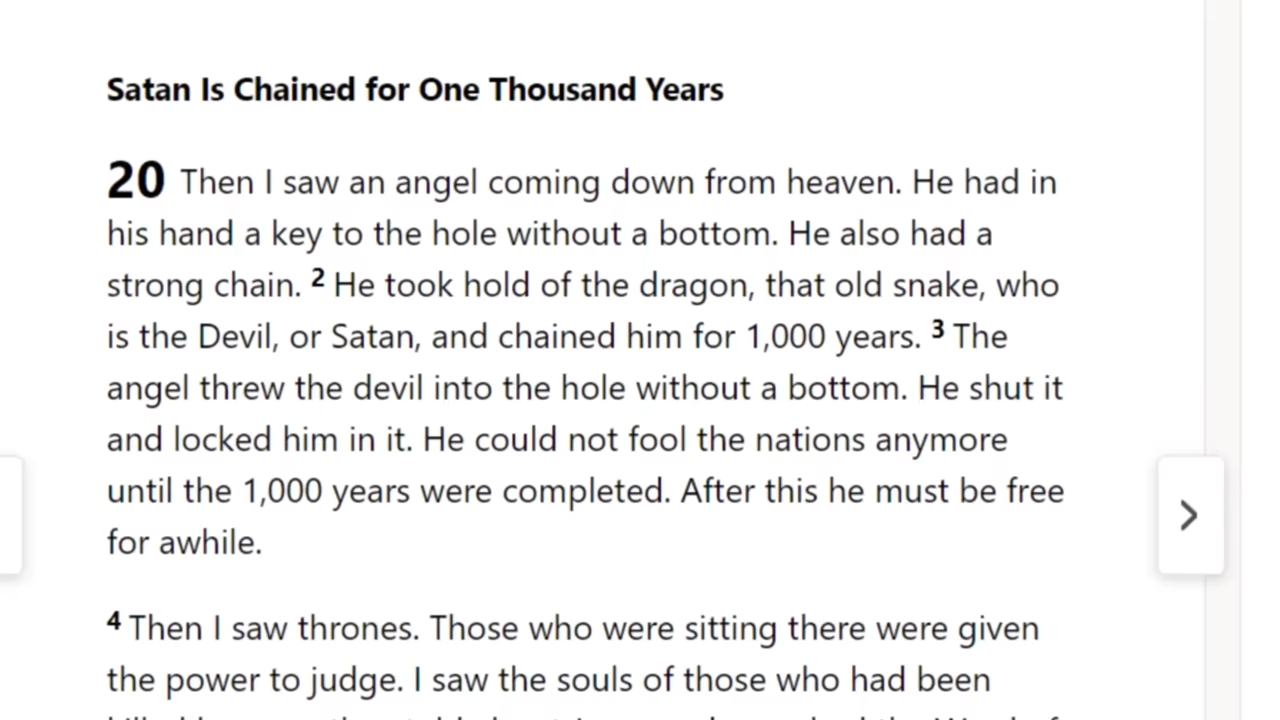 Satan Is Chained for One Thousand Years
20 Then I saw an angel coming down from heaven. He had in
his hand a key to the hole without a bottom. He also had a
strong chain. 2 He took hold of the dragon, that old snake, who
is the Devil, or Satan, and chained him for 1,000 years. 3 The
angel threw the devil into the hole without a bottom. He shut it
and locked him in it. He could not fool the nations anymore
until the 1,000 years were completed. After this he must be free
for awhile.
4 Then I saw thrones. Those who were sitting there were given
the power to judge. I saw the souls of those who had been